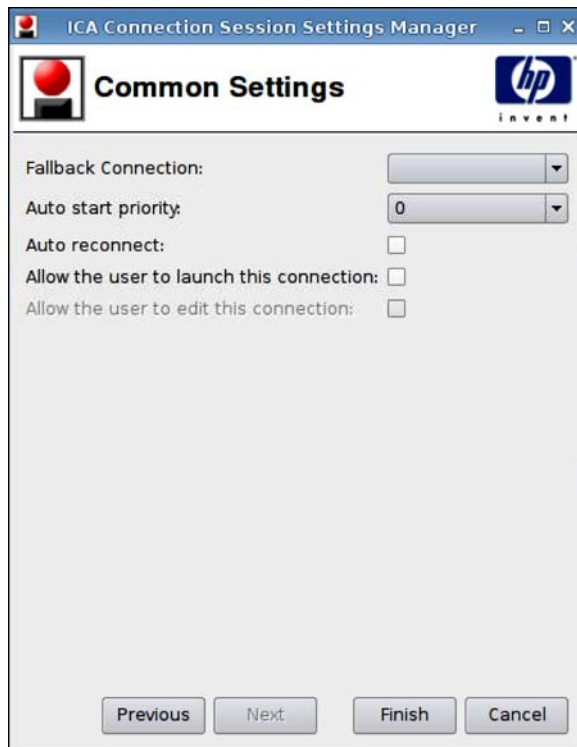 ICA Connection Session Settings Manager
Common Settings
hp
invent
Fallback Connection:
Auto start priority: 0
Auto reconnect:
Allow the user to launch this connection:
Allow the user to edit this connection:
Previous Next Finish Cancel